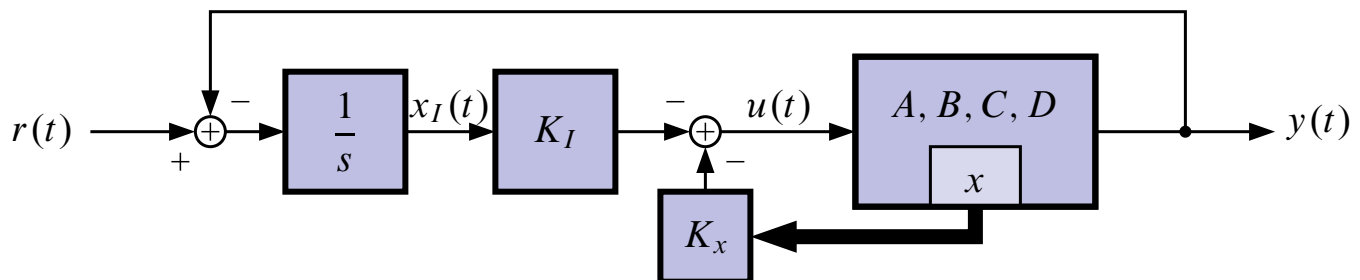 r(t)
+
−
+
1
s
x_I(t)
K_I
−
+
−
u(t)
A, B, C, D
x
K_x
y(t)